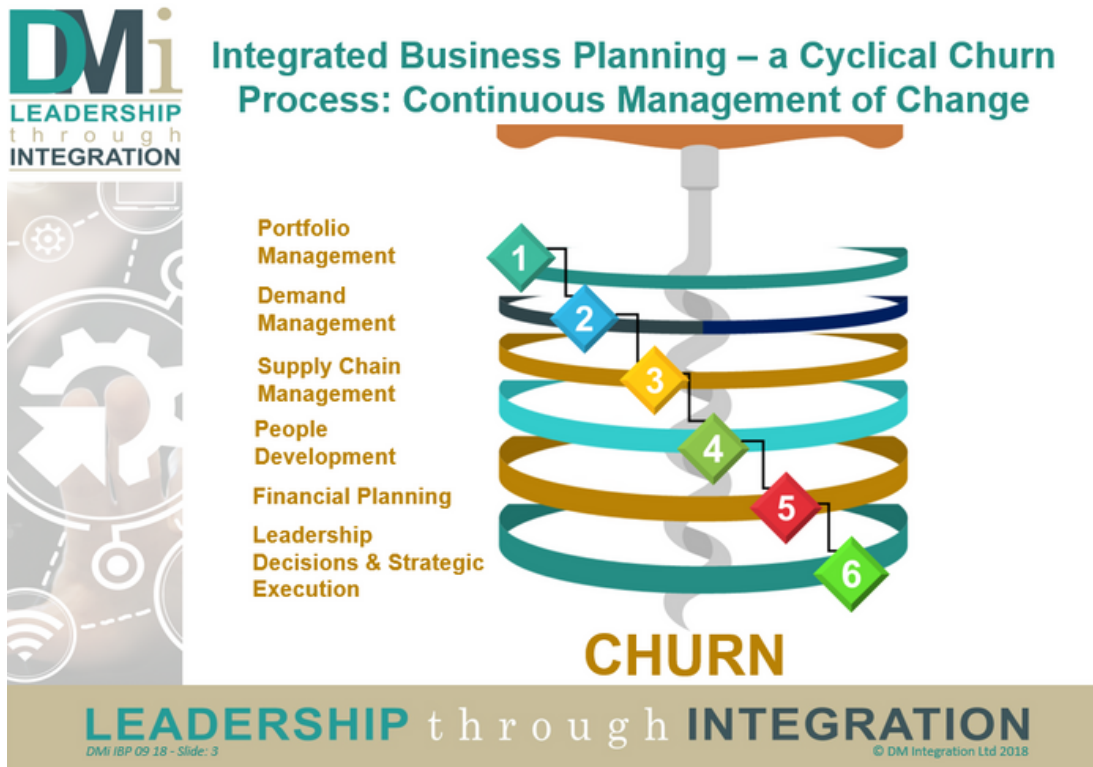 DMi
LEADERSHIP
through
INTEGRATION
Integrated Business Planning – a Cyclical Churn
Process: Continuous Management of Change
Portfolio
Management
Demand
Management
Supply Chain
Management
People
Development
Financial Planning
Leadership
Decisions & Strategic
Execution
1
2
3
4
5
6
CHURN
LEADERSHIP through INTEGRATION
DMi IBP 09 18 - Slide: 3
© DM Integration Ltd 2018